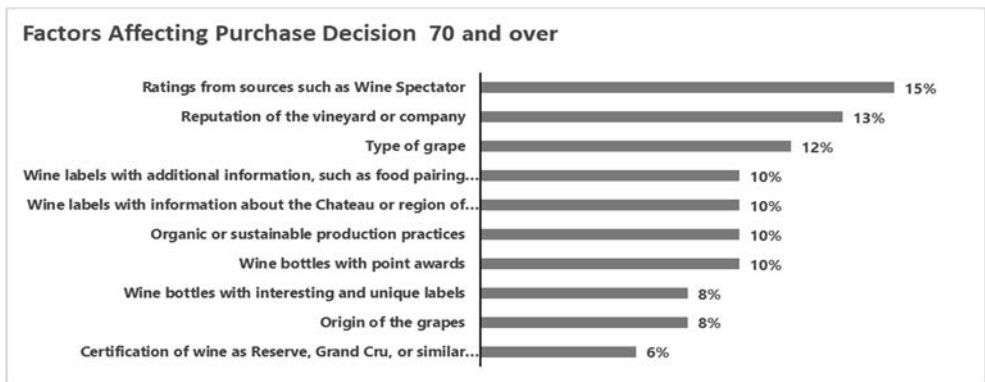 Factors Affecting Purchase Decision 70 and over
Ratings from sources such as Wine Spectator 15%
Reputation of the vineyard or company 13%
Type of grape 12%
Wine labels with additional information, such as food pairing... 10%
Wine labels with information about the Chateau or region of... 10%
Organic or sustainable production practices 10%
Wine bottles with point awards 10%
Wine bottles with interesting and unique labels 8%
Origin of the grapes 8%
Certification of wine as Reserve, Grand Cru, or similar... 6%